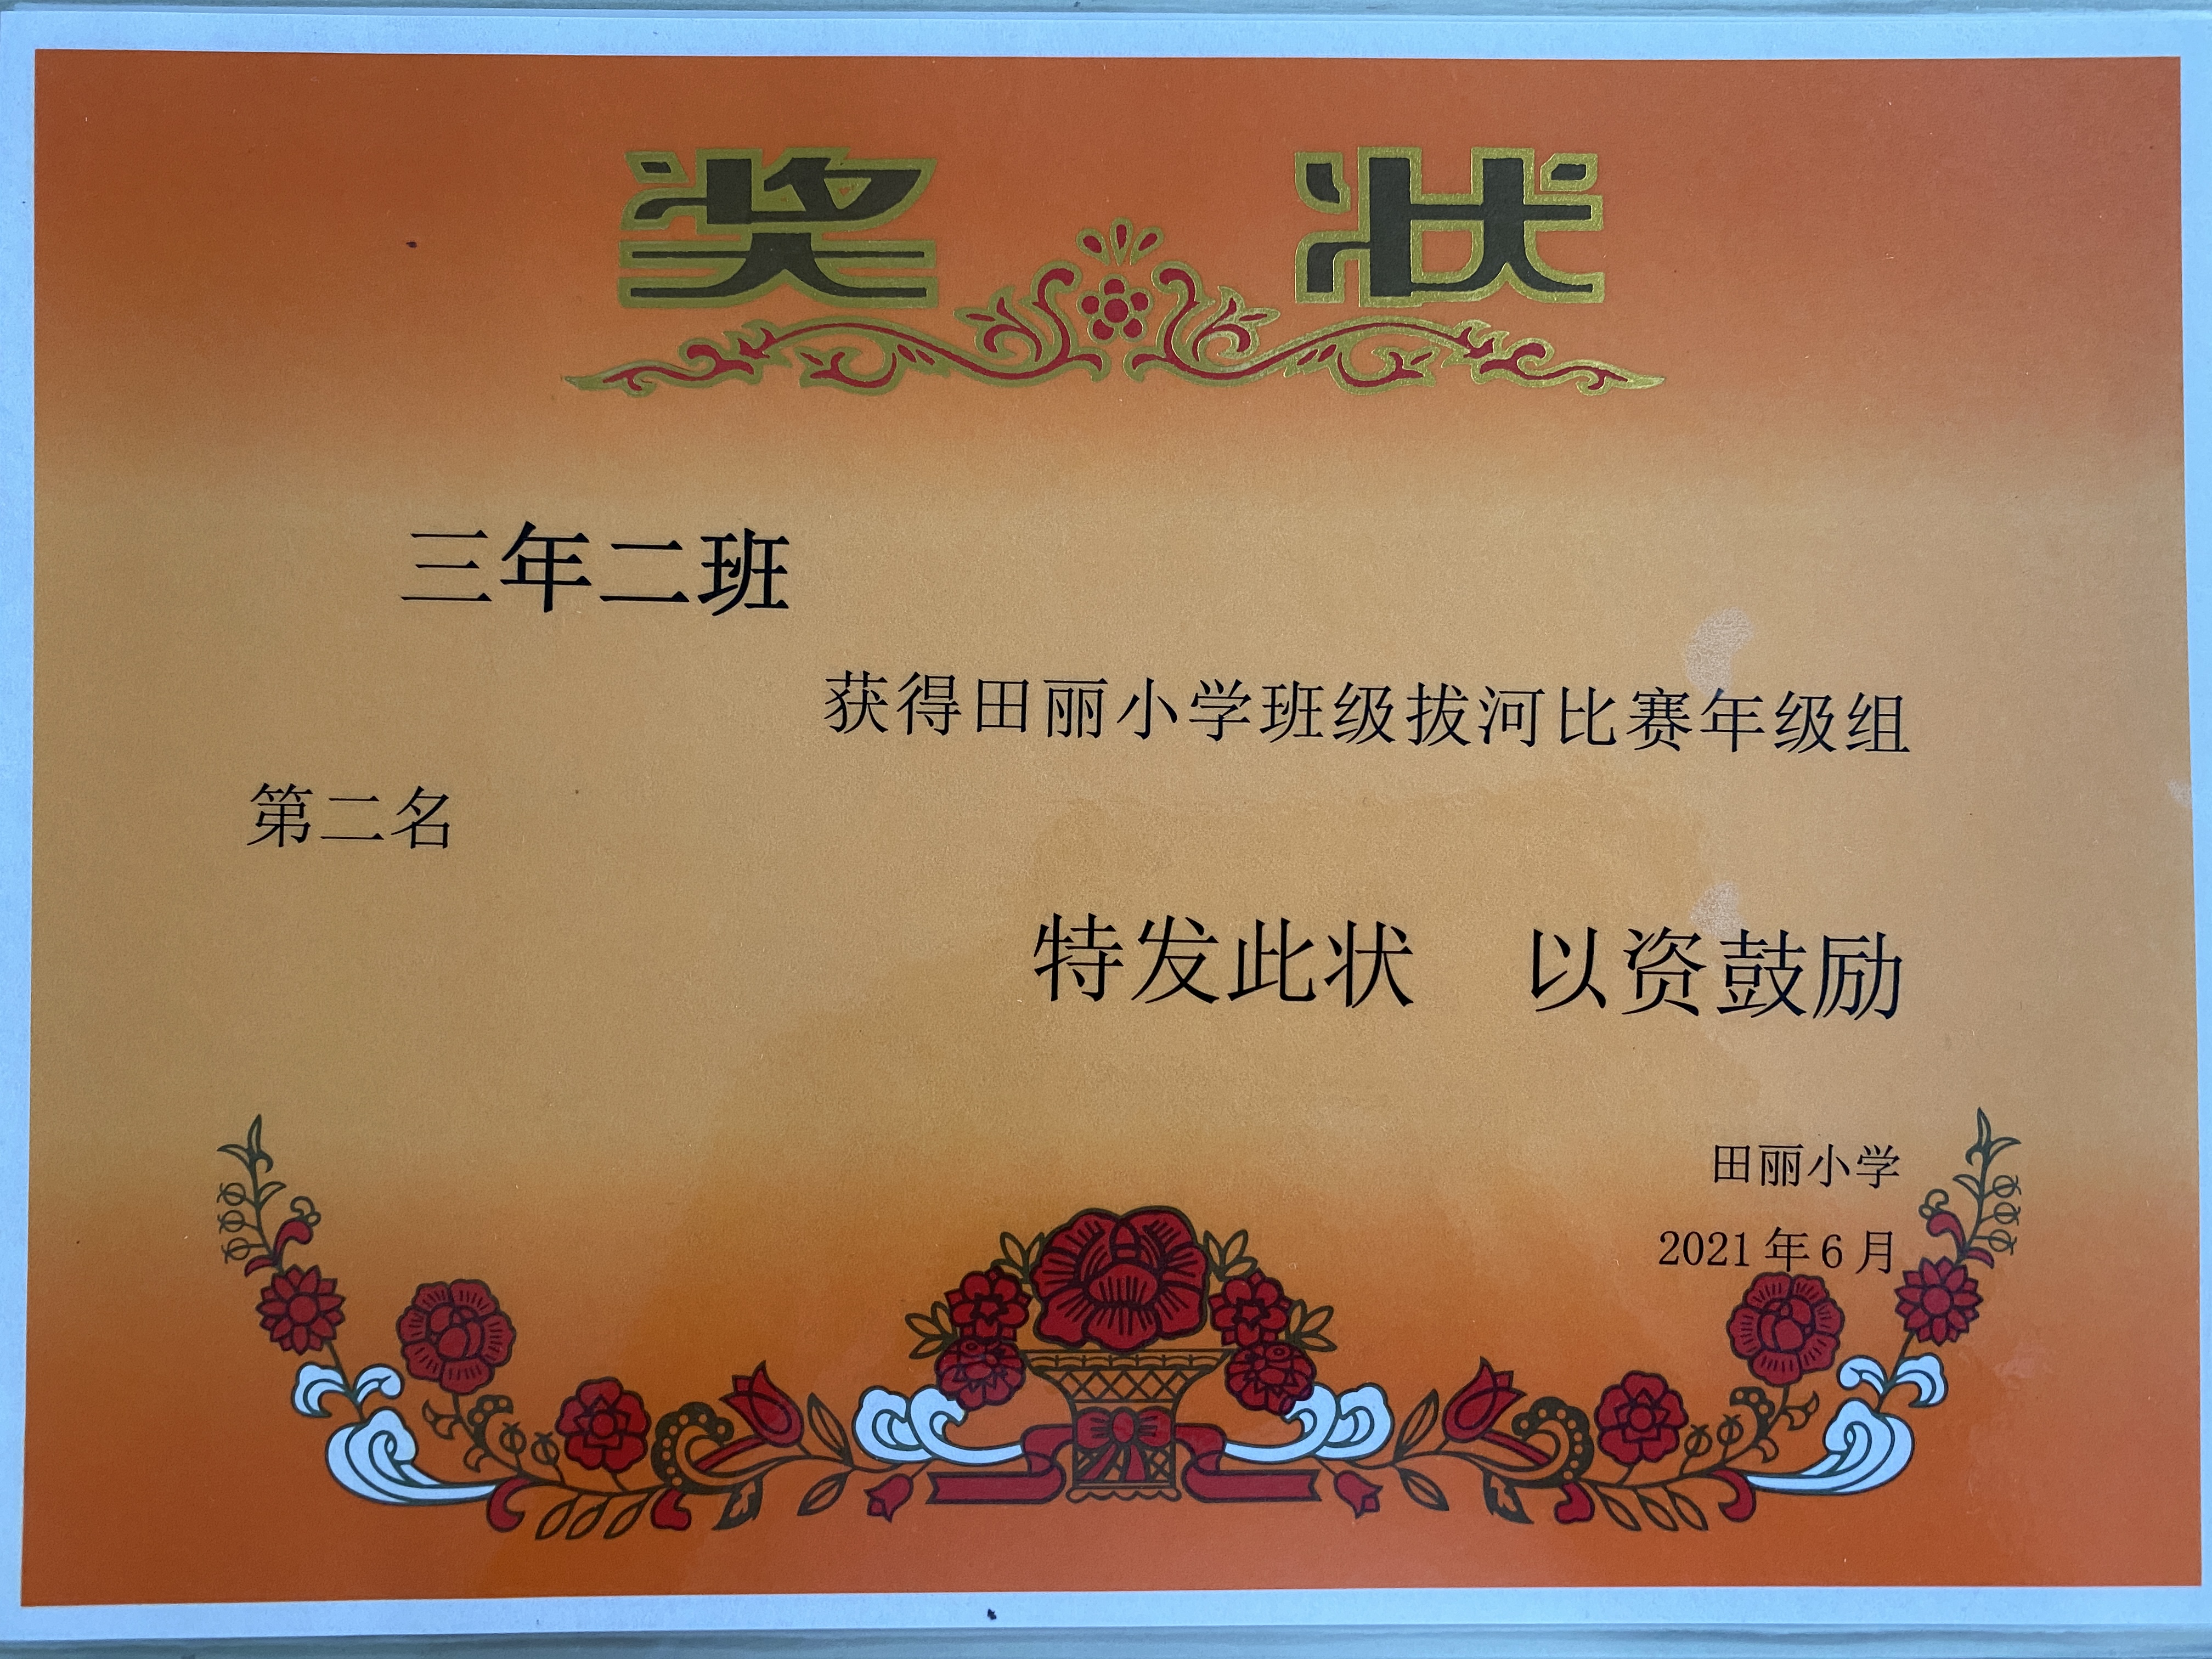 奖状
三年二班
获得田丽小学班级拔河比赛年级组
第二名
特发此状 以资鼓励
田丽小学
2021年6月